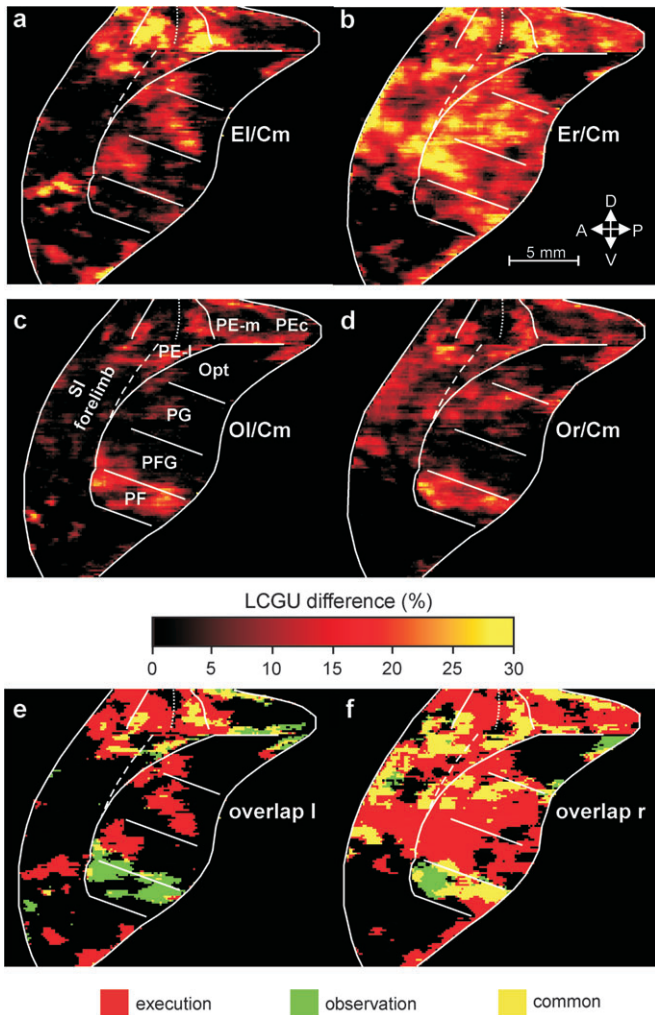 a
b
El/Cm
Er/Cm
D
A P
V
5 mm
c
d
PE-m PEc
PE-l
SI
forelimb
Opt
PG
Ol/Cm
Or/Cm
PFG
PF
LCGU difference (%)
0 5 10 15 20 25 30
e
f
overlap l
overlap r
execution observation common